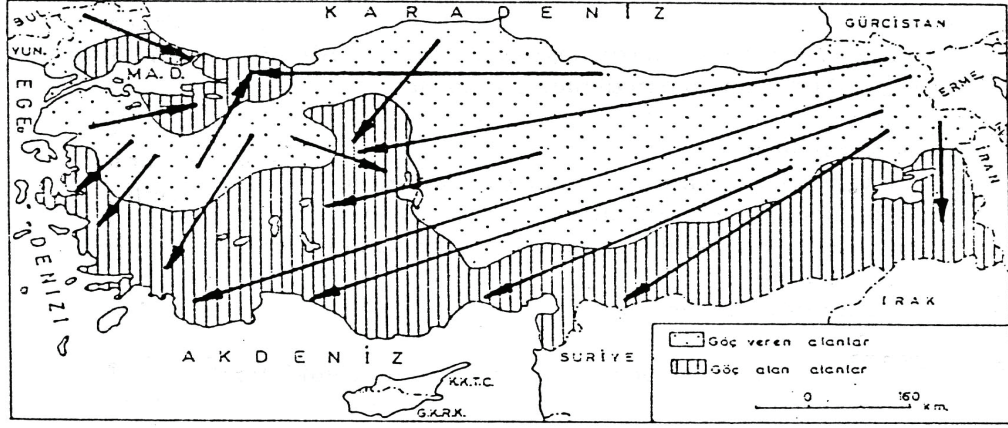 KARADENİZ
BUL
YUN.
MA.D.
GÜRCİSTAN
ERME
İRAN
EGE
DENİZİ
AKDENİZ
SURİYE
IRAK
K.K.T.C.
G.K.R.K.
Göç veren alanlar
Göç alan alanlar
0 160
km.